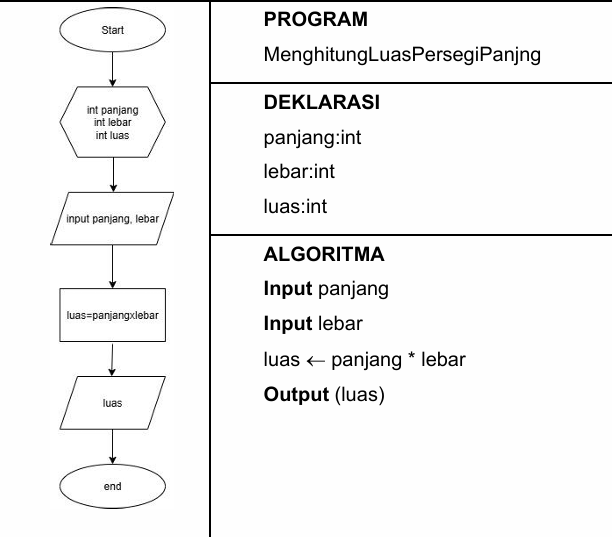 Start
int panjang
int lebar
int luas
input panjang, lebar
luas=panjangxlebar
luas
end
PROGRAM
MenghitungLuasPersegiPanjng
DEKLARASI
panjang:int
lebar:int
luas:int
ALGORITMA
Input panjang
Input lebar
luas ← panjang * lebar
Output (luas)